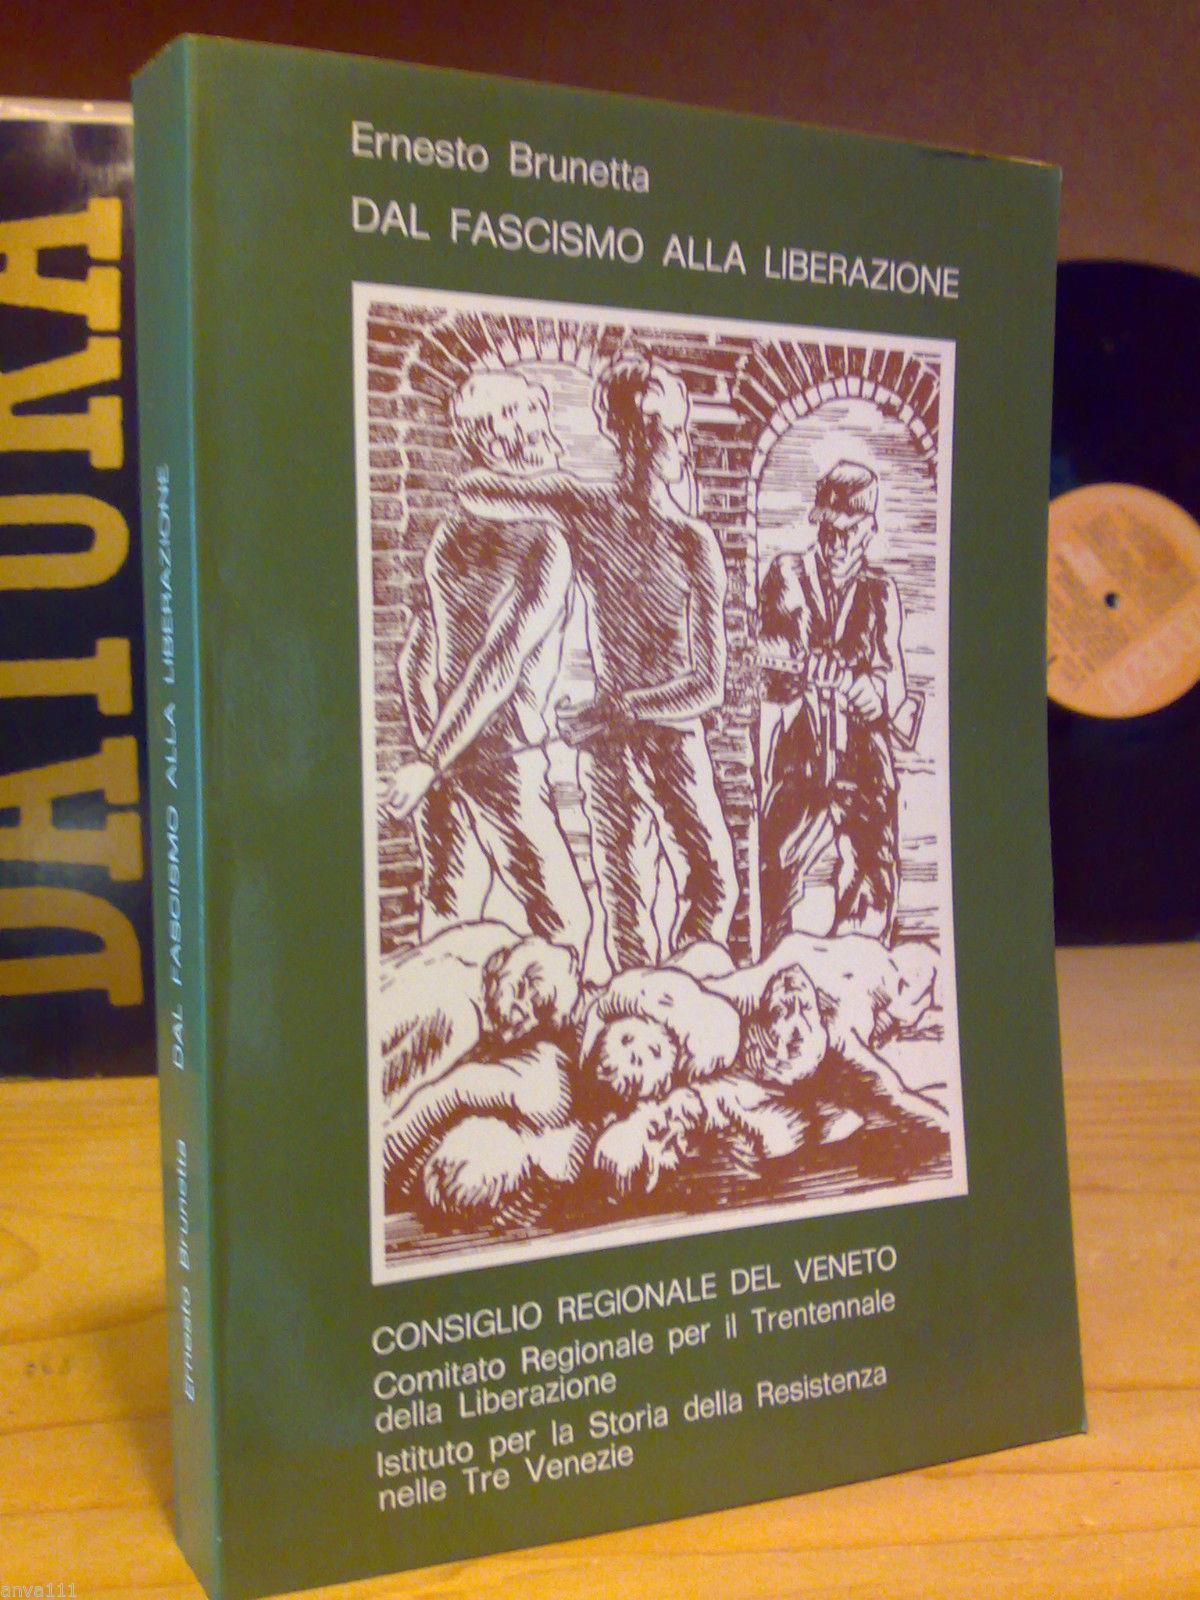 Ernesto Brunetta
DAL FASCISMO ALLA LIBERAZIONE
CONSIGLIO REGIONALE DEL VENETO
Comitato Regionale per il Trentennale
della Liberazione
Istituto per la Storia della Resistenza
nelle Tre Venezie
Ernesto Brunetta DAL FASCISMO ALLA LIBERAZIONE
anva111